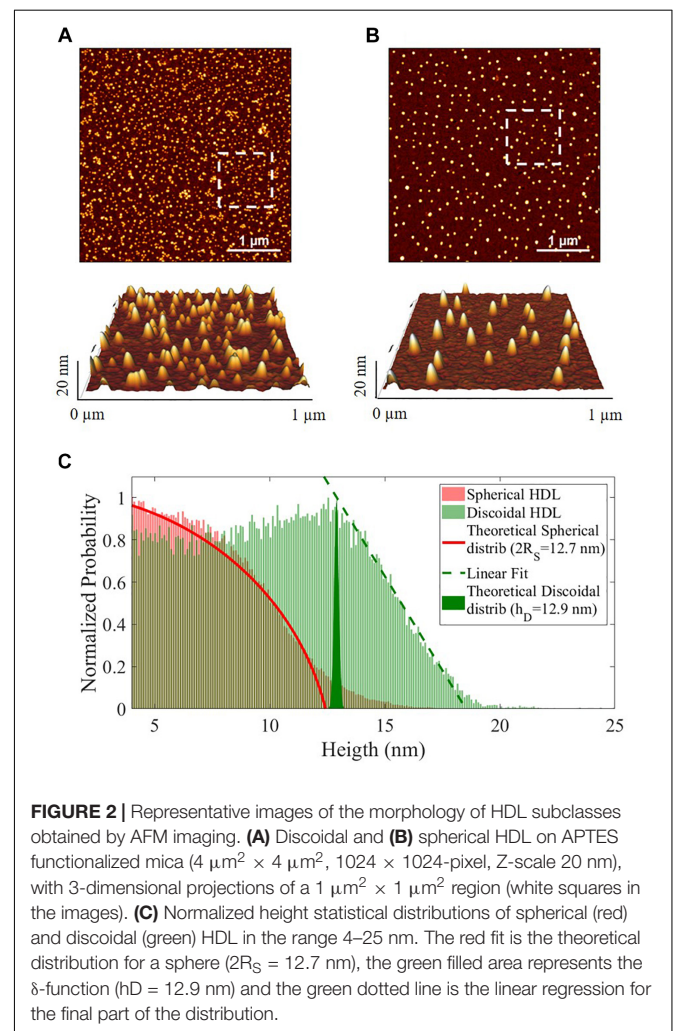 A
B
1 µm
1 µm
20 nm
0 µm
1 µm
20 nm
0 µm
1 µm
C
Normalized Probability
1
0.8
0.6
0.4
0.2
0
5
10
15
20
25
Heigth (nm)
Spherical HDL
Discoidal HDL
Theoretical Spherical
distrib (2R_S=12.7 nm)
Linear Fit
Theoretical Discoidal
distrib (h_D=12.9 nm)
FIGURE 2 | Representative images of the morphology of HDL subclasses
obtained by AFM imaging. (A) Discoidal and (B) spherical HDL on APTES
functionalized mica (4 µm² × 4 µm², 1024 × 1024-pixel, Z-scale 20 nm),
with 3-dimensional projections of a 1 µm² × 1 µm² region (white squares in
the images). (C) Normalized height statistical distributions of spherical (red)
and discoidal (green) HDL in the range 4–25 nm. The red fit is the theoretical
distribution for a sphere (2R_S = 12.7 nm), the green filled area represents the
δ-function (hD = 12.9 nm) and the green dotted line is the linear regression for
the final part of the distribution.